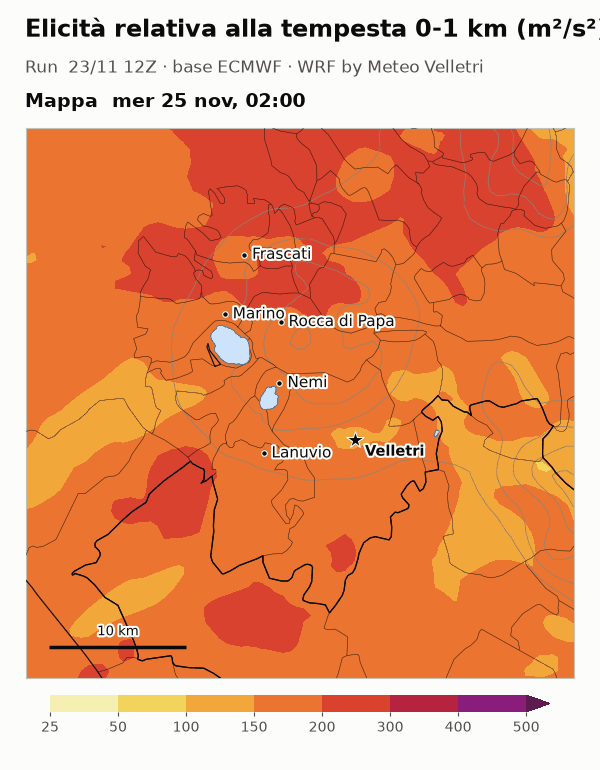 Elicità relativa alla tempesta 0-1 km (m²/s²)
Run  23/11 12Z · base ECMWF · WRF by Meteo Velletri
Mappa  mer 25 nov, 02:00
Frascati
Marino
Rocca di Papa
Nemi
Velletri
Lanuvio
10 km
25 50 100 150 200 300 400 500